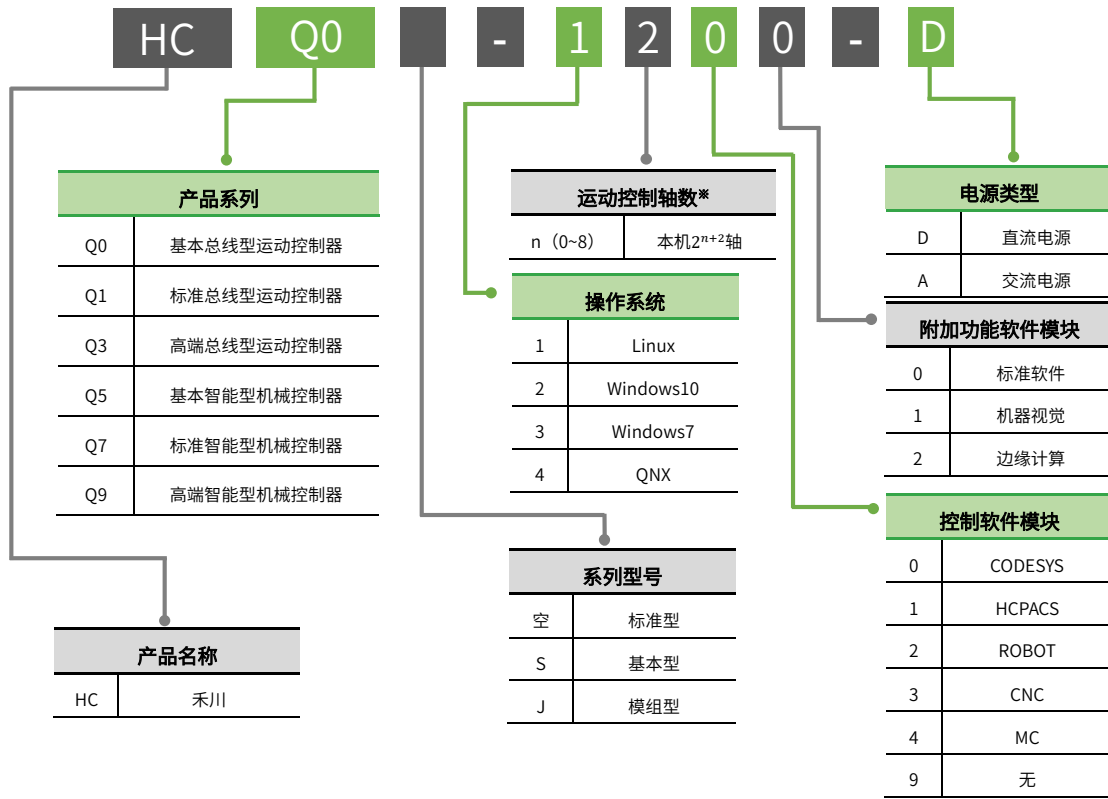 HC Q0 - 1 2 0 0 - D
产品系列
Q0 基本总线型运动控制器
Q1 标准总线型运动控制器
Q3 高端总线型运动控制器
Q5 基本智能型机械控制器
Q7 标准智能型机械控制器
Q9 高端智能型机械控制器
产品名称
HC 禾川
运动控制轴数※
n（0~8） 本机2ⁿ⁺²轴
操作系统
1 Linux
2 Windows10
3 Windows7
4 QNX
系列型号
空 标准型
S 基本型
J 模组型
电源类型
D 直流电源
A 交流电源
附加功能软件模块
0 标准软件
1 机器视觉
2 边缘计算
控制软件模块
0 CODESYS
1 HCPACS
2 ROBOT
3 CNC
4 MC
9 无